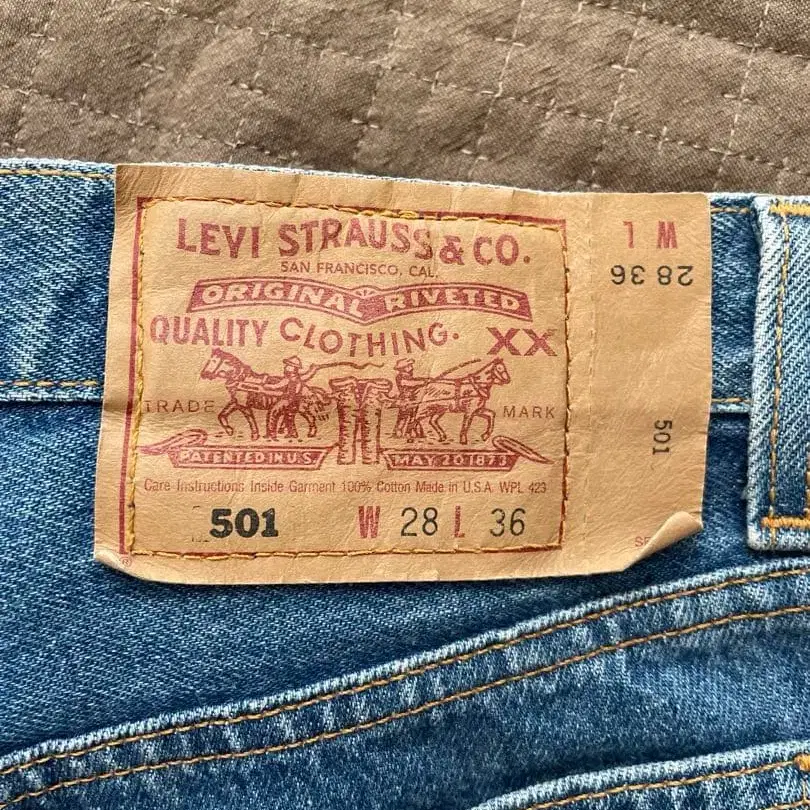 LEVI STRAUSS & CO.
SAN FRANCISCO, CAL.
ORIGINAL RIVETED
QUALITY CLOTHING. XX
TRADE MARK
PATENTED IN U.S. MAY 20 1873
Care Instructions Inside Garment 100% Cotton Made in U.S.A. WPL 423
501 W 28 L 36
®
W L
28 36
501